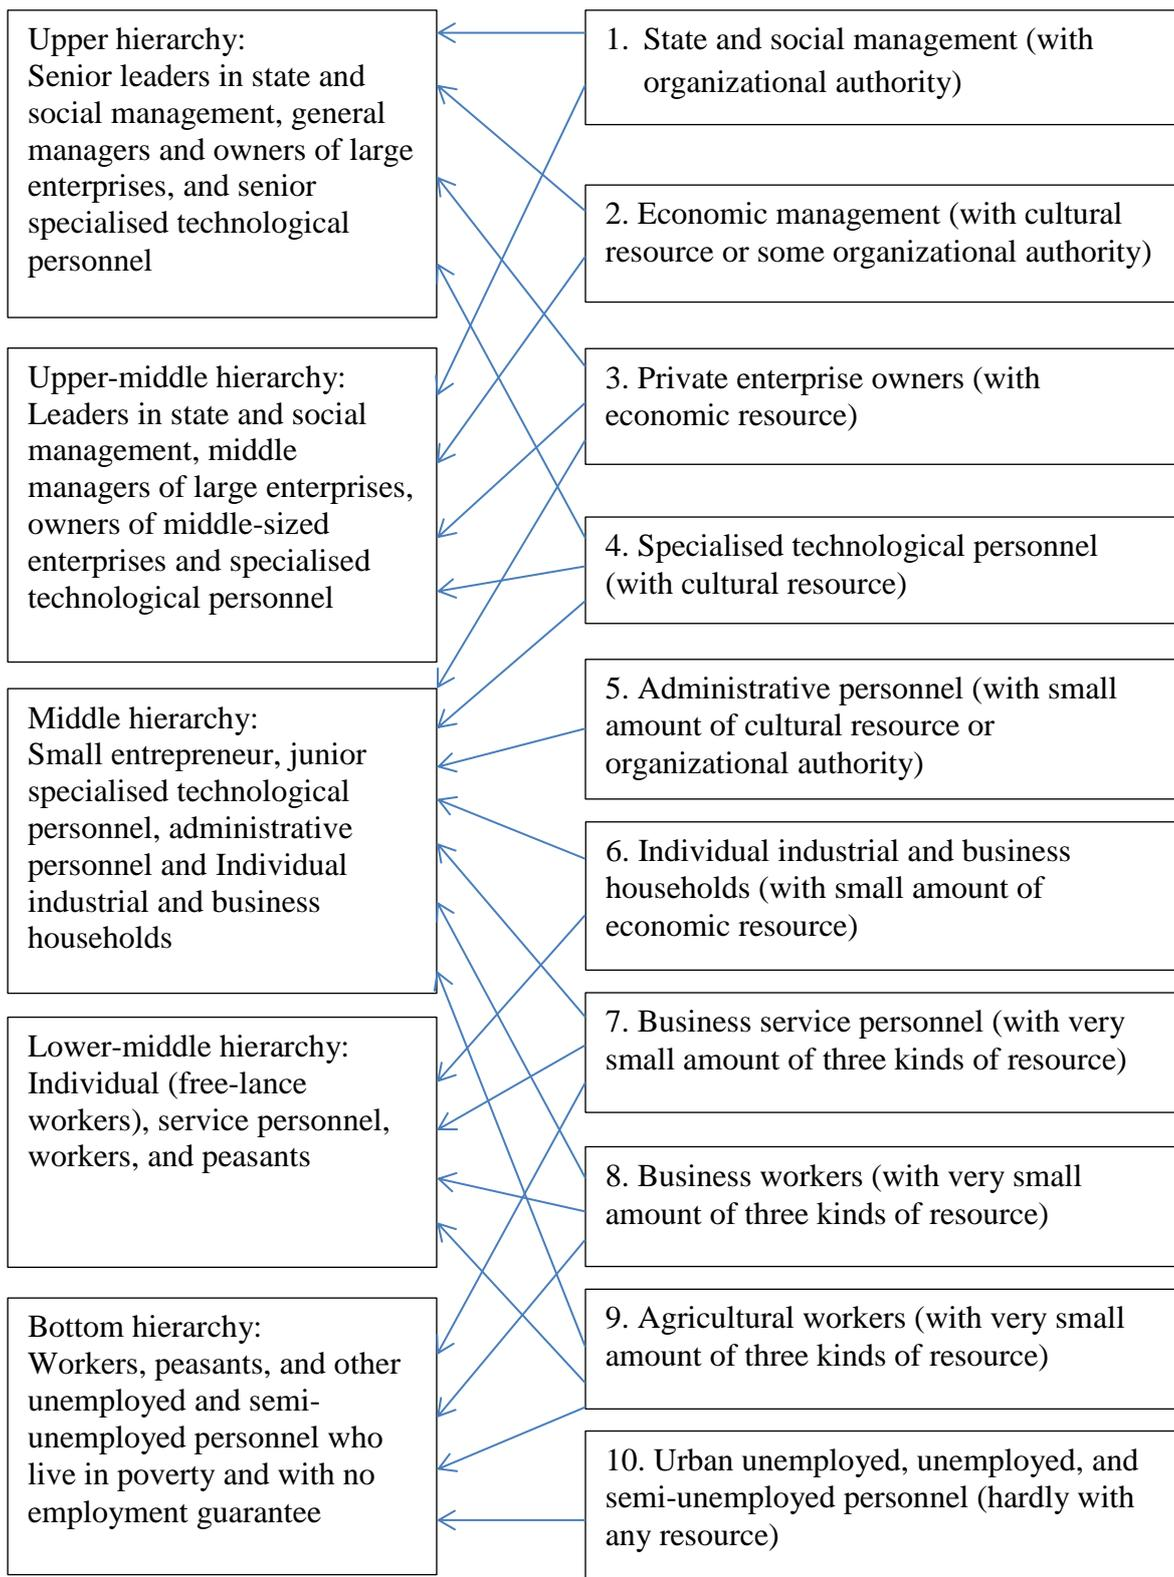 Upper hierarchy:
Senior leaders in state and
social management, general
managers and owners of large
enterprises, and senior
specialised technological
personnel
Upper-middle hierarchy:
Leaders in state and social
management, middle
managers of large enterprises,
owners of middle-sized
enterprises and specialised
technological personnel
Middle hierarchy:
Small entrepreneur, junior
specialised technological
personnel, administrative
personnel and Individual
industrial and business
households
Lower-middle hierarchy:
Individual (free-lance
workers), service personnel,
workers, and peasants
Bottom hierarchy:
Workers, peasants, and other
unemployed and semi-
unemployed personnel who
live in poverty and with no
employment guarantee
1. State and social management (with
organizational authority)
2. Economic management (with cultural
resource or some organizational authority)
3. Private enterprise owners (with
economic resource)
4. Specialised technological personnel
(with cultural resource)
5. Administrative personnel (with small
amount of cultural resource or
organizational authority)
6. Individual industrial and business
households (with small amount of
economic resource)
7. Business service personnel (with very
small amount of three kinds of resource)
8. Business workers (with very small
amount of three kinds of resource)
9. Agricultural workers (with very small
amount of three kinds of resource)
10. Urban unemployed, unemployed, and
semi-unemployed personnel (hardly with
any resource)